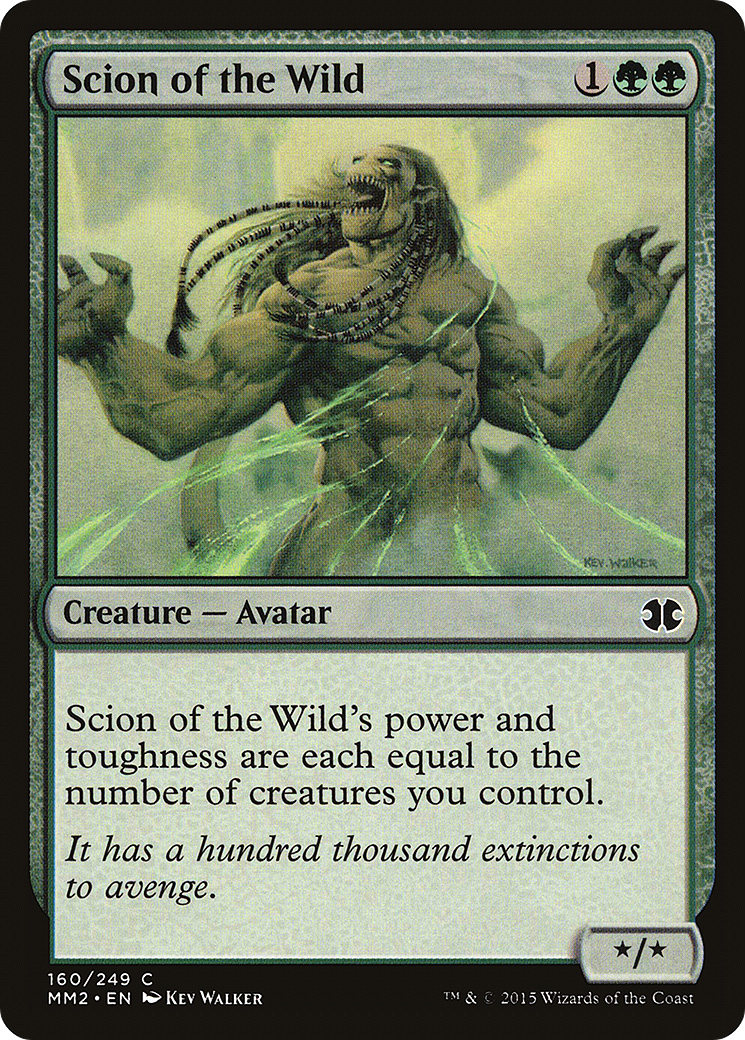 Scion of the Wild 1
KEV. WALKER
Creature — Avatar
Scion of the Wild's power and
toughness are each equal to the
number of creatures you control.
It has a hundred thousand extinctions
to avenge.
★/★
160/249 C
MM2 • EN Kev Walker
™ & © 2015 Wizards of the Coast